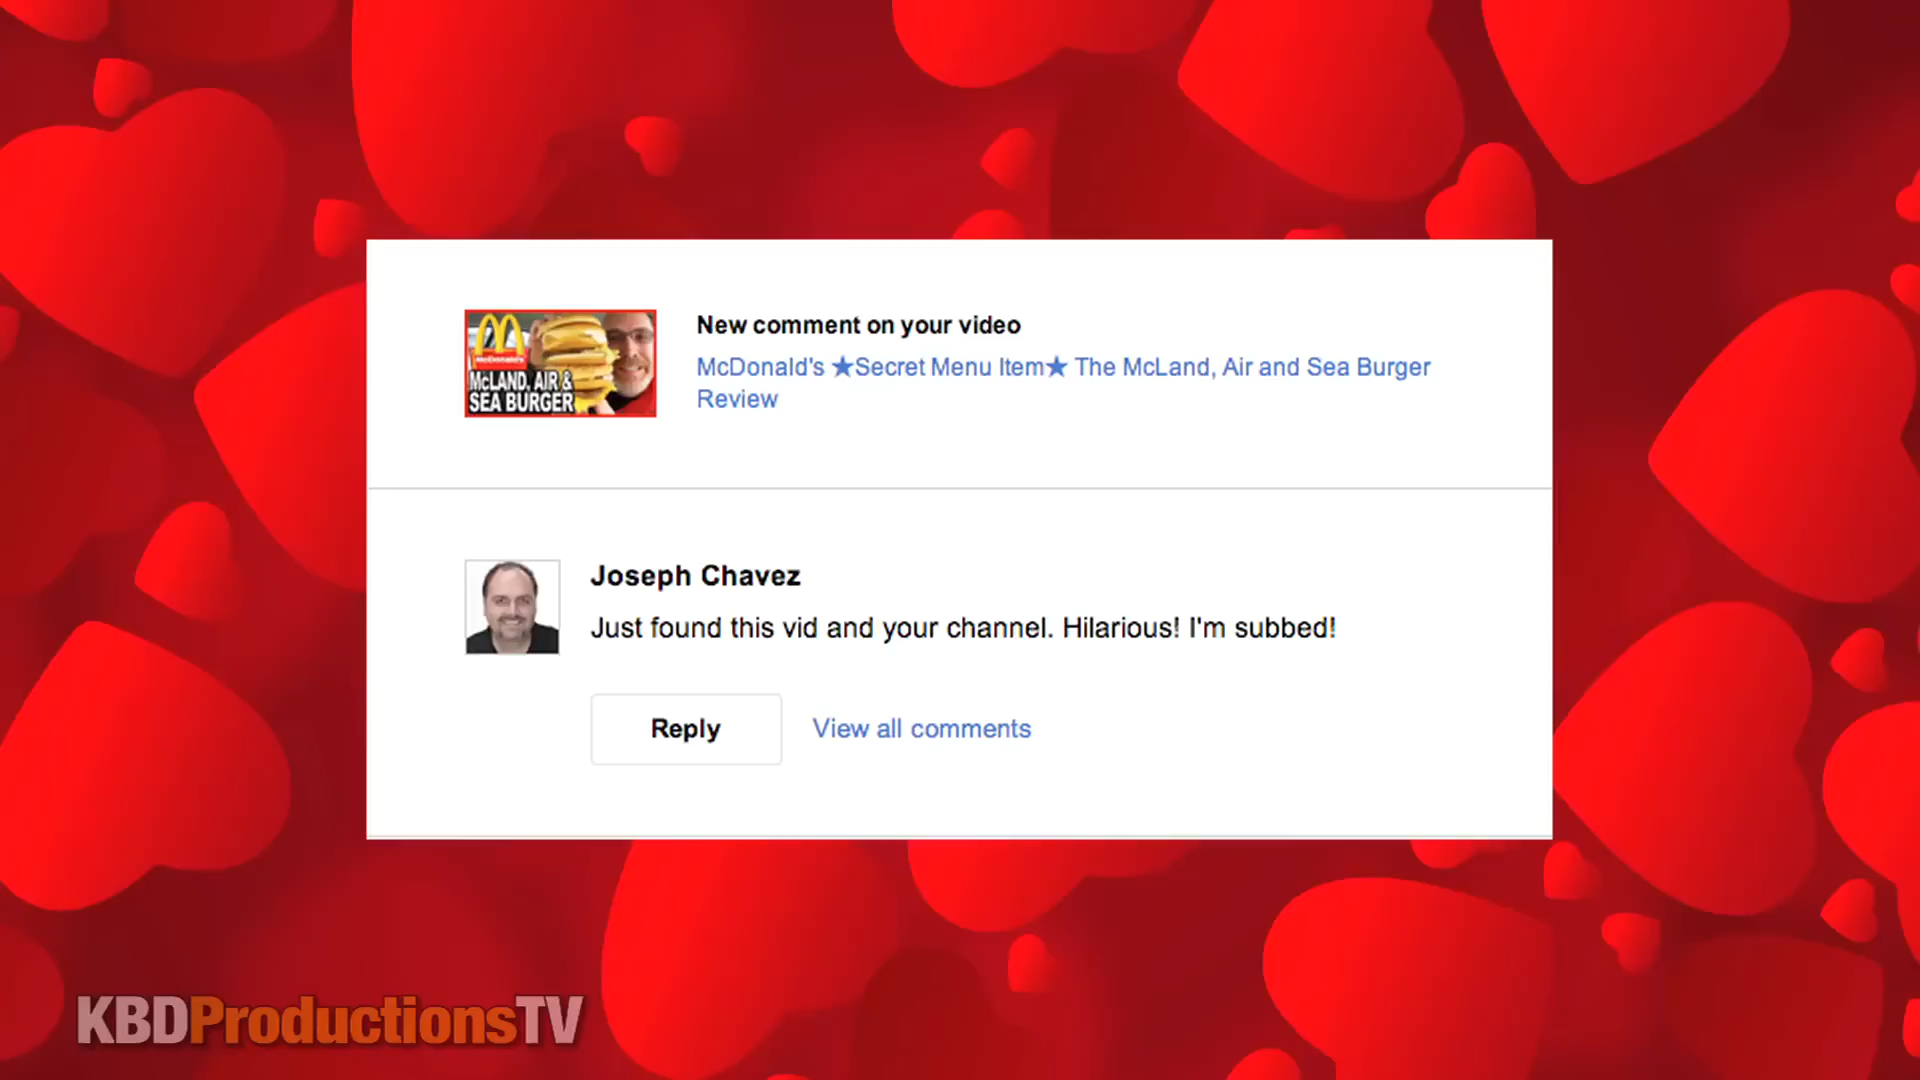 McDonald's
McLAND, AIR &
SEA BURGER
New comment on your video
McDonald's ★Secret Menu Item★ The McLand, Air and Sea Burger
Review
Joseph Chavez
Just found this vid and your channel. Hilarious! I'm subbed!
Reply View all comments
KBDProductionsTV